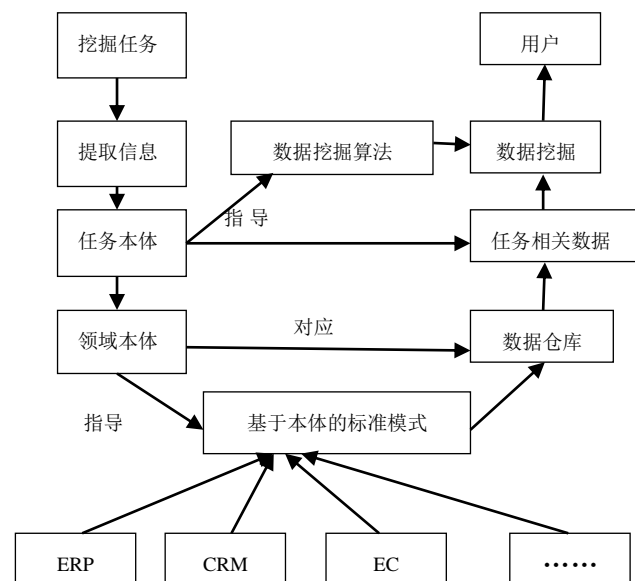 挖掘任务
用户
提取信息
数据挖掘算法
数据挖掘
指 导
任务本体
任务相关数据
领域本体
对应
数据仓库
指导
基于本体的标准模式
ERP
CRM
EC
……